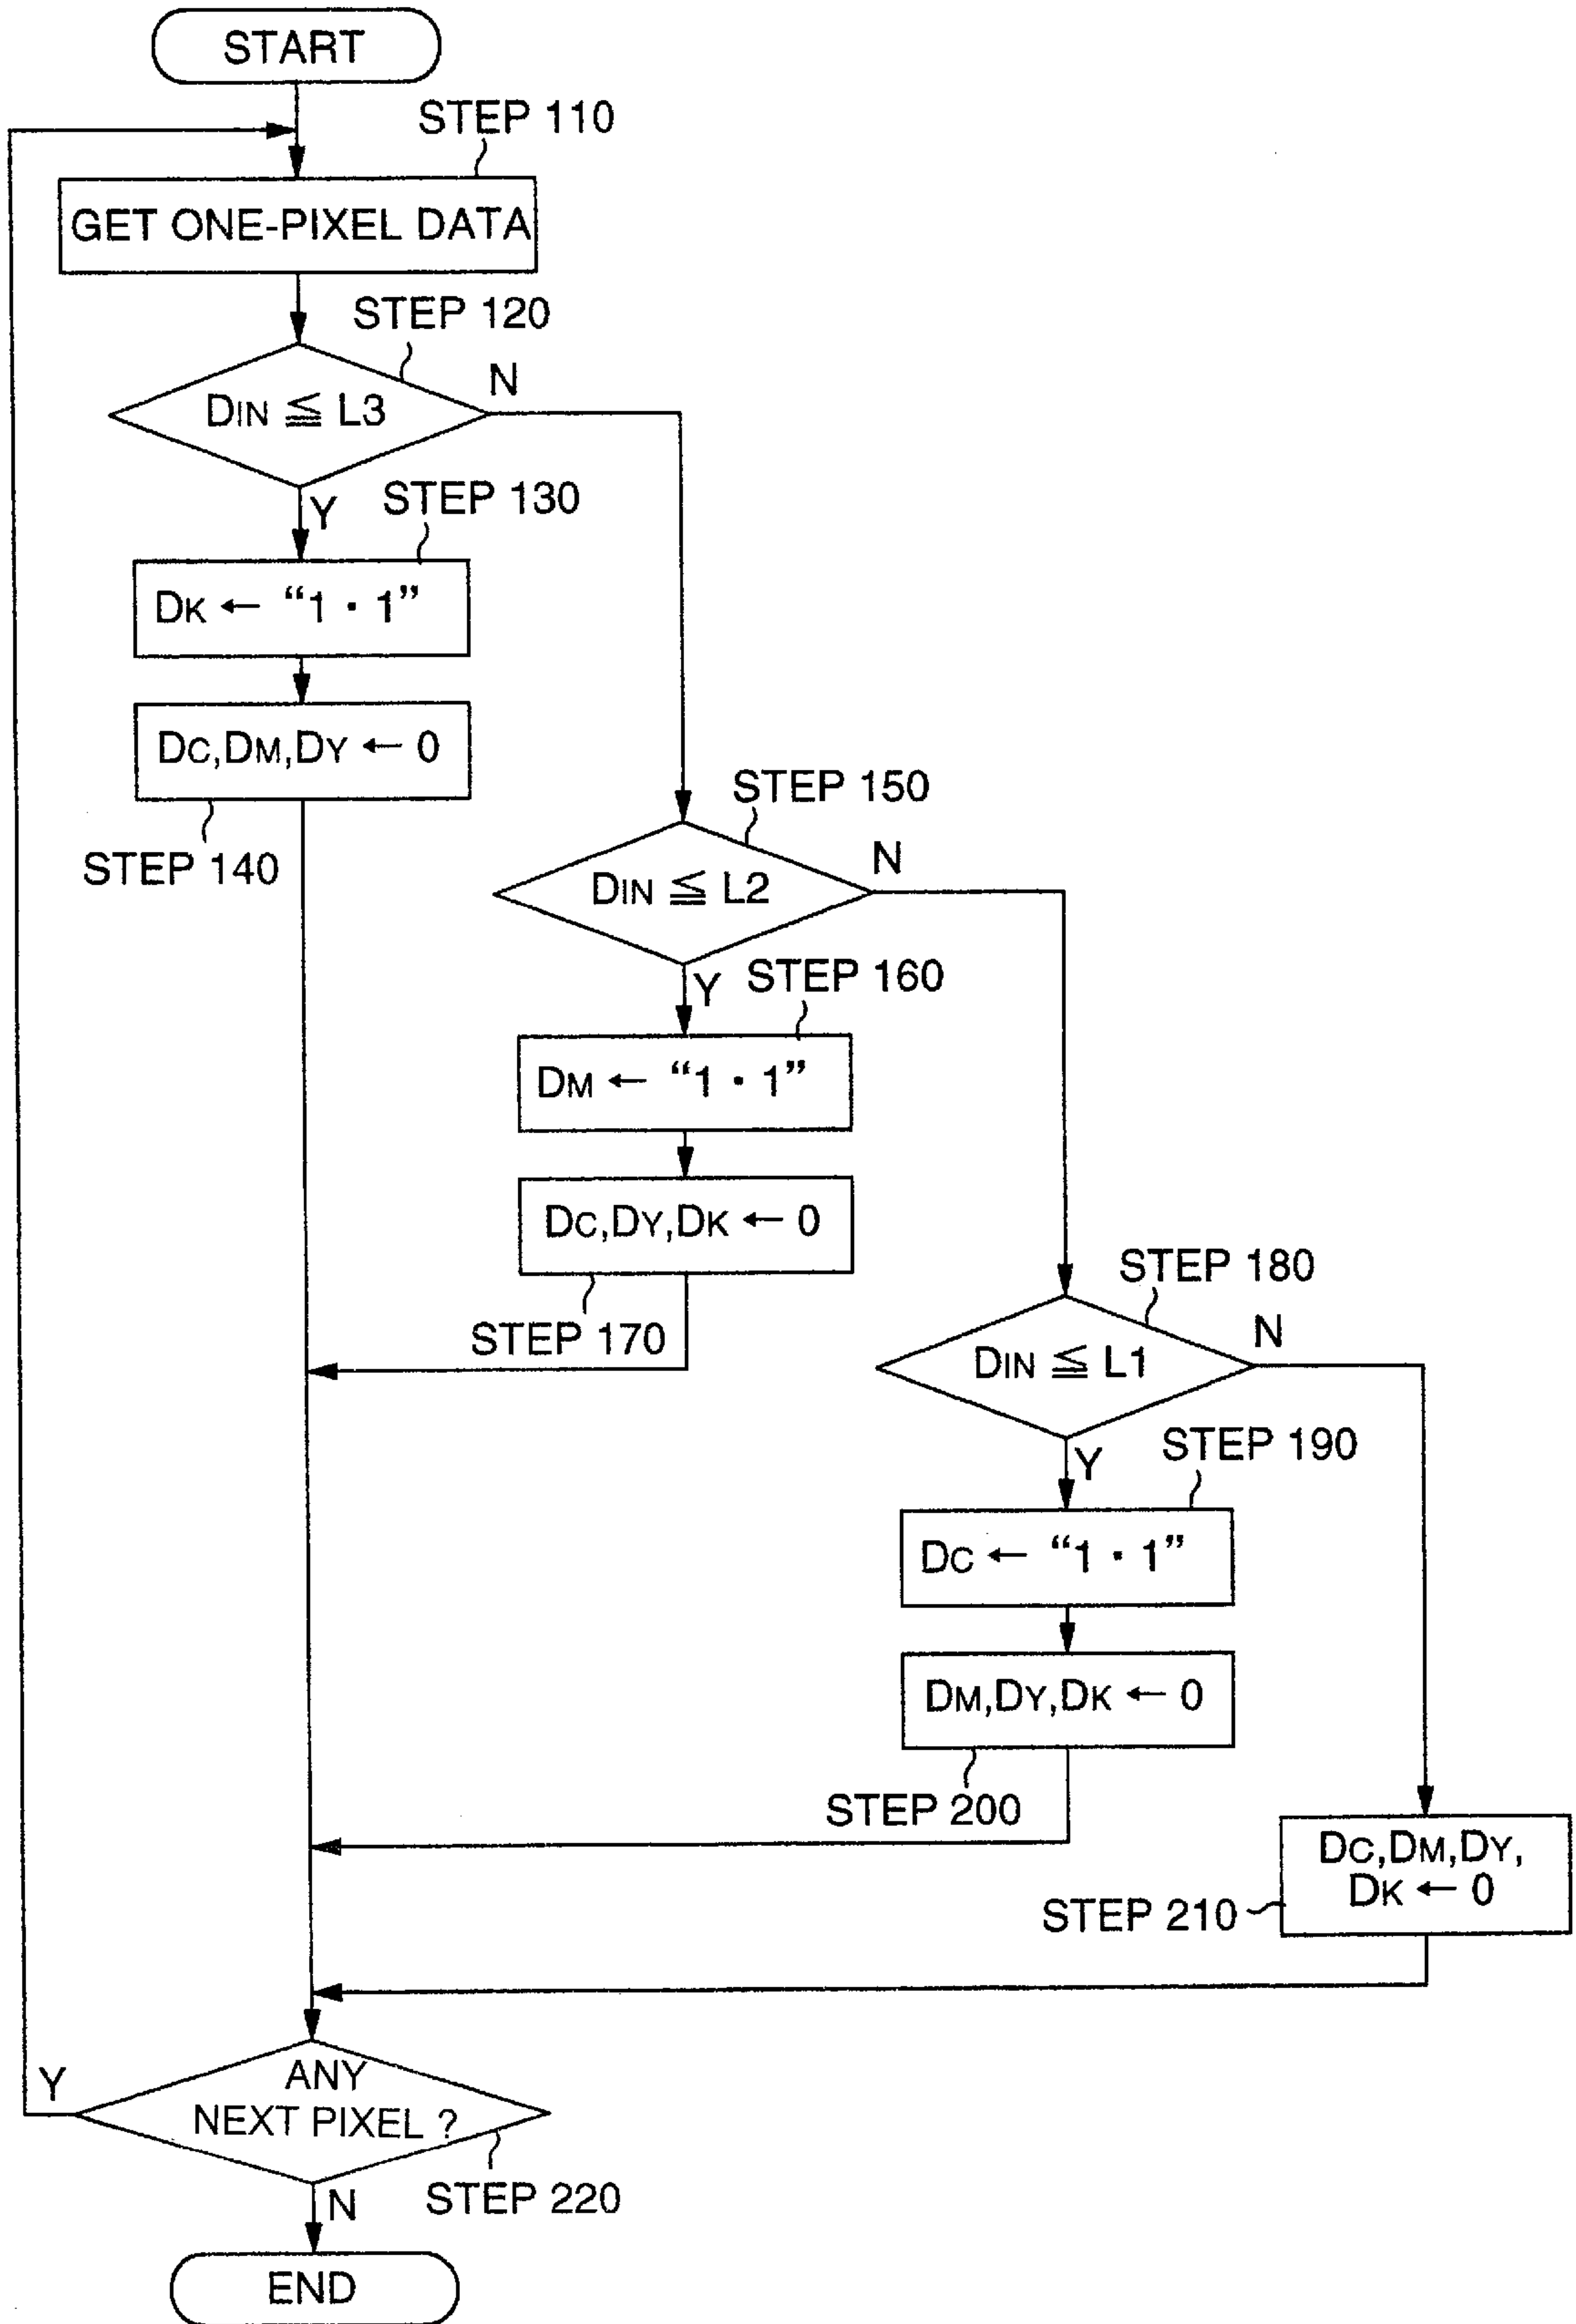 START
STEP 110
GET ONE-PIXEL DATA
STEP 120
DIN ≦ L3
N
Y
STEP 130
DK ← “1・1”
DC,DM,DY ← 0
STEP 140
STEP 150
DIN ≦ L2
N
Y
STEP 160
DM ← “1・1”
DC,DY,DK ← 0
STEP 170
STEP 180
DIN ≦ L1
N
Y
STEP 190
DC ← “1・1”
DM,DY,DK ← 0
STEP 200
DC,DM,DY,
DK ← 0
STEP 210
ANY
NEXT PIXEL ?
Y
STEP 220
N
END